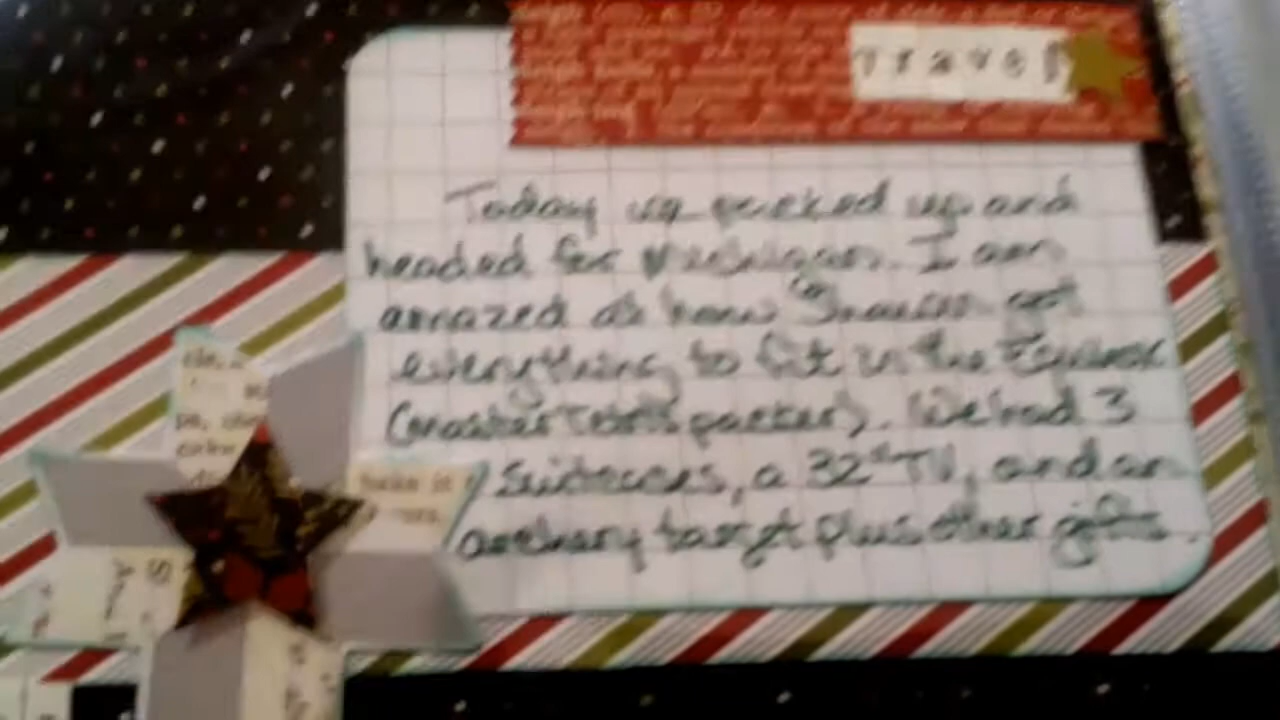 Travel
Today we packed up and
headed for Michigan. I am
amazed at how Shawn got
everything to fit in the Equinox
(master Tetris packer). We had 3
suitcases, a 32" TV, and an
archery target plus other gifts.